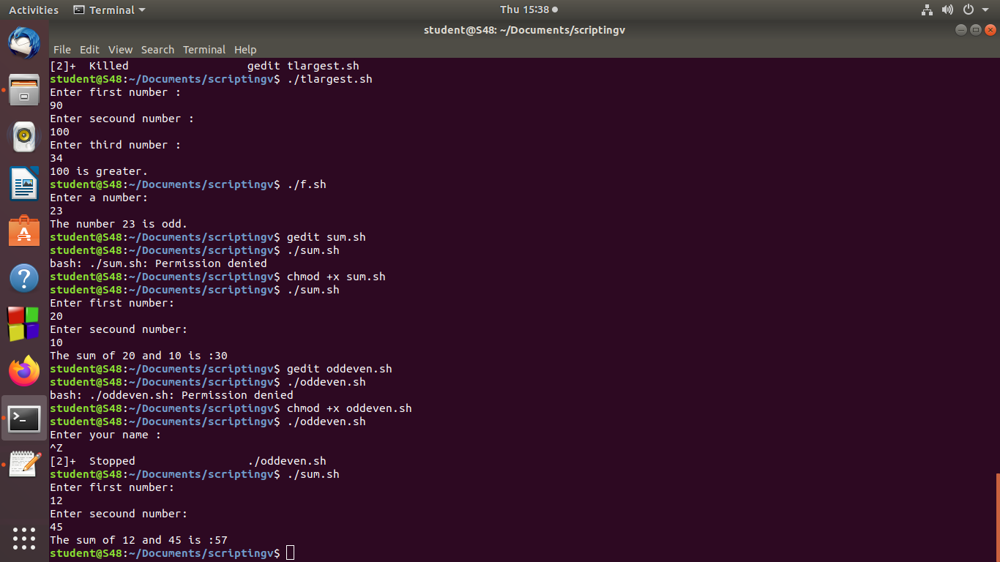 Activities Terminal Thu 15:38
student@S48: ~/Documents/scriptingv
File Edit View Search Terminal Help
[2]+  Killed                  gedit tlargest.sh
student@S48:~/Documents/scriptingv$ ./tlargest.sh
Enter first number :
90
Enter secound number :
100
Enter third number :
34
100 is greater.
student@S48:~/Documents/scriptingv$ ./f.sh
Enter a number:
23
The number 23 is odd.
student@S48:~/Documents/scriptingv$ gedit sum.sh
student@S48:~/Documents/scriptingv$ ./sum.sh
bash: ./sum.sh: Permission denied
student@S48:~/Documents/scriptingv$ chmod +x sum.sh
student@S48:~/Documents/scriptingv$ ./sum.sh
Enter first number:
20
Enter secound number:
10
The sum of 20 and 10 is :30
student@S48:~/Documents/scriptingv$ gedit oddeven.sh
student@S48:~/Documents/scriptingv$ ./oddeven.sh
bash: ./oddeven.sh: Permission denied
student@S48:~/Documents/scriptingv$ chmod +x oddeven.sh
student@S48:~/Documents/scriptingv$ ./oddeven.sh
Enter your name :
^Z
[2]+  Stopped                 ./oddeven.sh
student@S48:~/Documents/scriptingv$ ./sum.sh
Enter first number:
12
Enter secound number:
45
The sum of 12 and 45 is :57
student@S48:~/Documents/scriptingv$